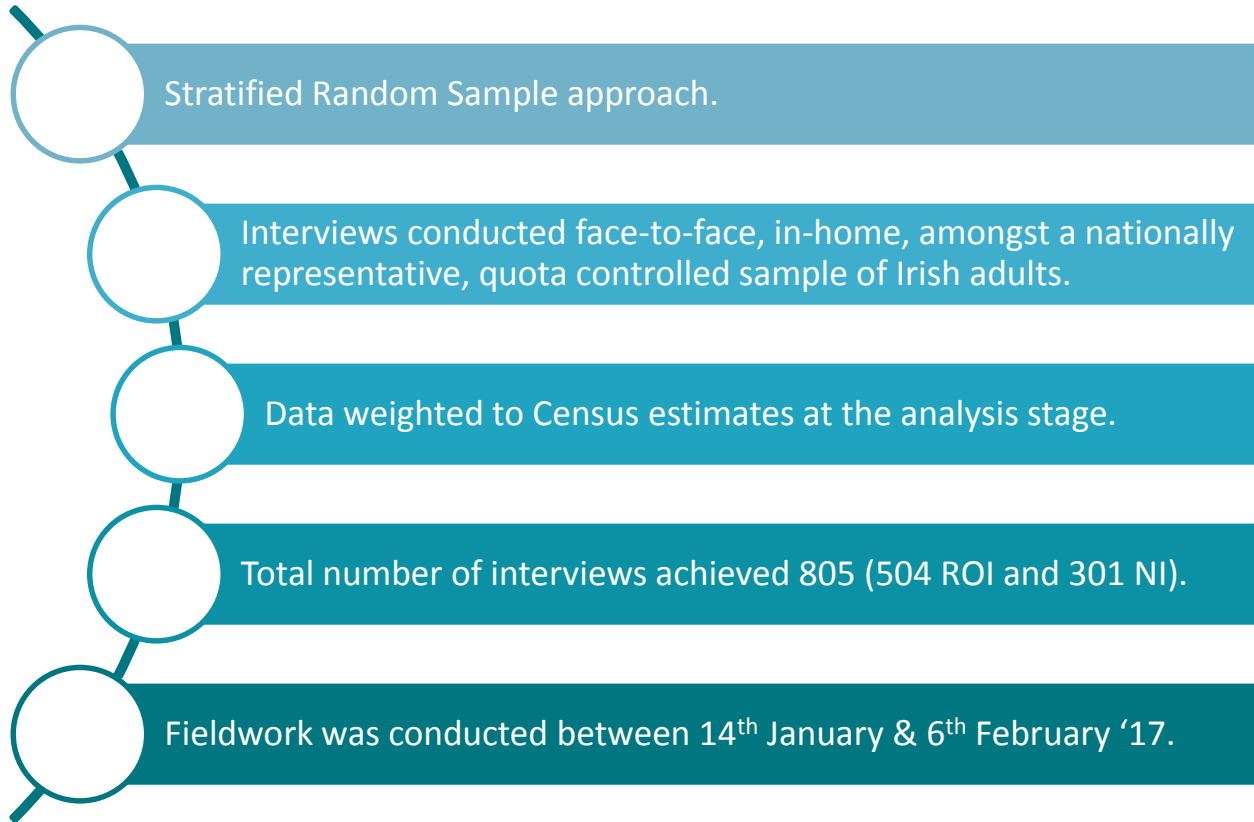 Stratified Random Sample approach.
Interviews conducted face-to-face, in-home, amongst a nationally
representative, quota controlled sample of Irish adults.
Data weighted to Census estimates at the analysis stage.
Total number of interviews achieved 805 (504 ROI and 301 NI).
Fieldwork was conducted between 14th January & 6th February ‘17.